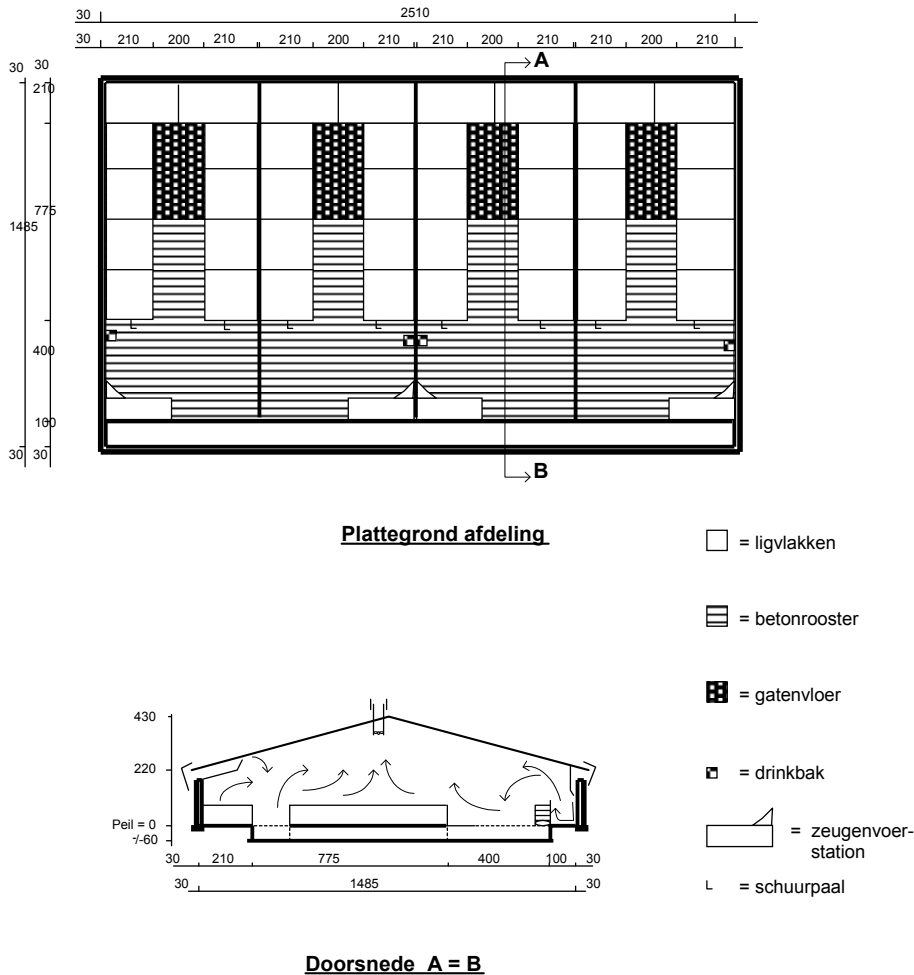 30 2510
30 210 200 210 210 200 210 210 200 210 210 200 210
A
30 30
210
775
1485
400
100
30 30
B
Plattegrond afdeling
= ligvlakken
= betonrooster
= gatenvloer
= drinkbak
= zeugenvoer-
station
= schuurpaal
430
220
Peil = 0
-/-60
30 210 775 400 100 30
30 1485 30
Doorsnede A = B